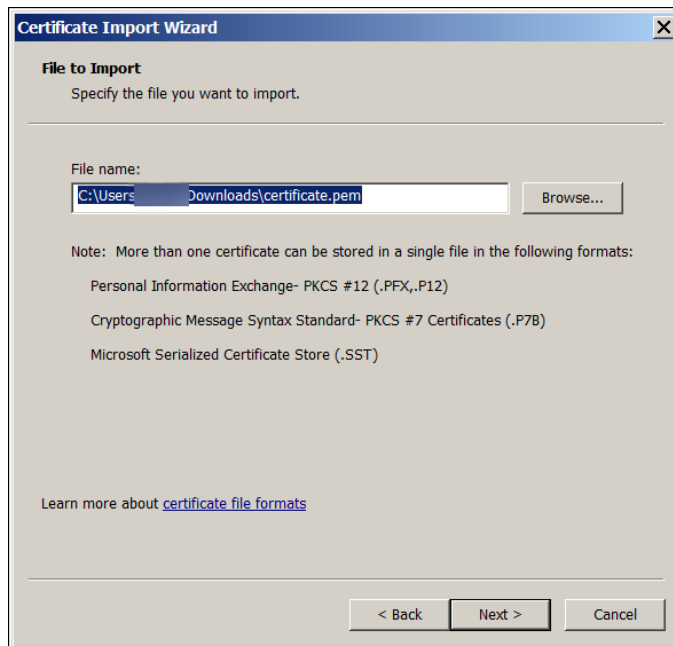 Certificate Import Wizard
File to Import
Specify the file you want to import.
File name:
C:\Users Downloads\certificate.pem
Browse...
Note: More than one certificate can be stored in a single file in the following formats:
Personal Information Exchange- PKCS #12 (.PFX,.P12)
Cryptographic Message Syntax Standard- PKCS #7 Certificates (.P7B)
Microsoft Serialized Certificate Store (.SST)
Learn more about certificate file formats
< Back Next > Cancel